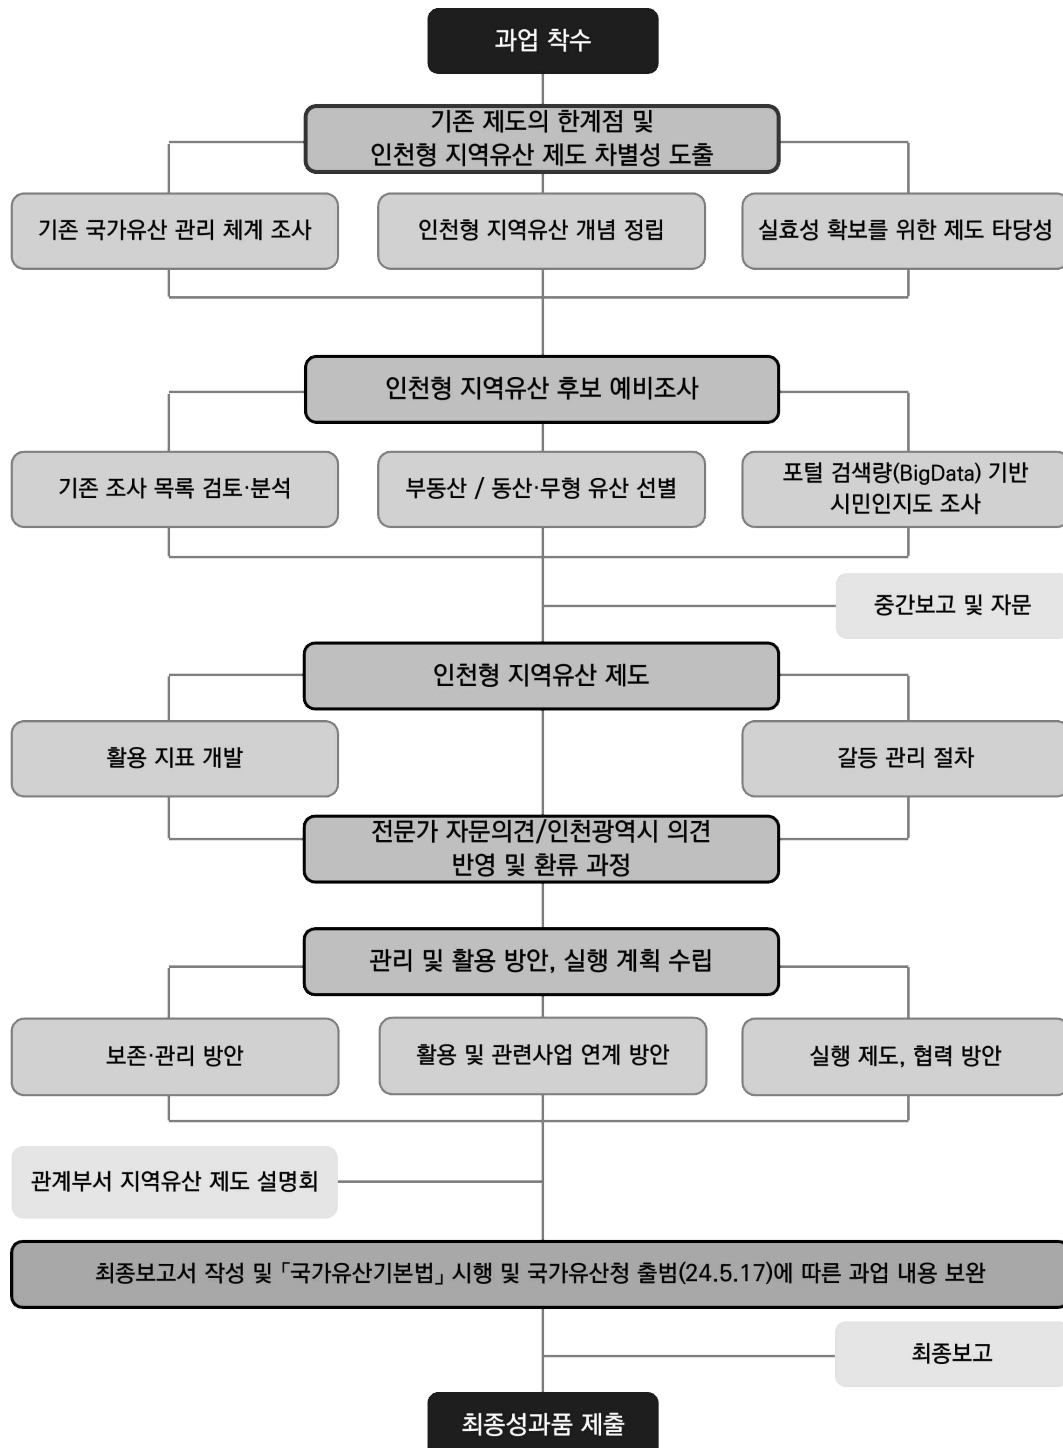 과업 착수
기존 제도의 한계점 및
인천형 지역유산 제도 차별성 도출
기존 국가유산 관리 체계 조사
인천형 지역유산 개념 정립
실효성 확보를 위한 제도 타당성
인천형 지역유산 후보 예비조사
기존 조사 목록 검토·분석
부동산 / 동산·무형 유산 선별
포털 검색량(BigData) 기반
시민인지도 조사
중간보고 및 자문
인천형 지역유산 제도
활용 지표 개발
갈등 관리 절차
전문가 자문의견/인천광역시 의견
반영 및 환류 과정
관리 및 활용 방안, 실행 계획 수립
보존·관리 방안
활용 및 관련사업 연계 방안
실행 제도, 협력 방안
관계부서 지역유산 제도 설명회
최종보고서 작성 및 「국가유산기본법」 시행 및 국가유산청 출범(24.5.17)에 따른 과업 내용 보완
최종보고
최종성과품 제출